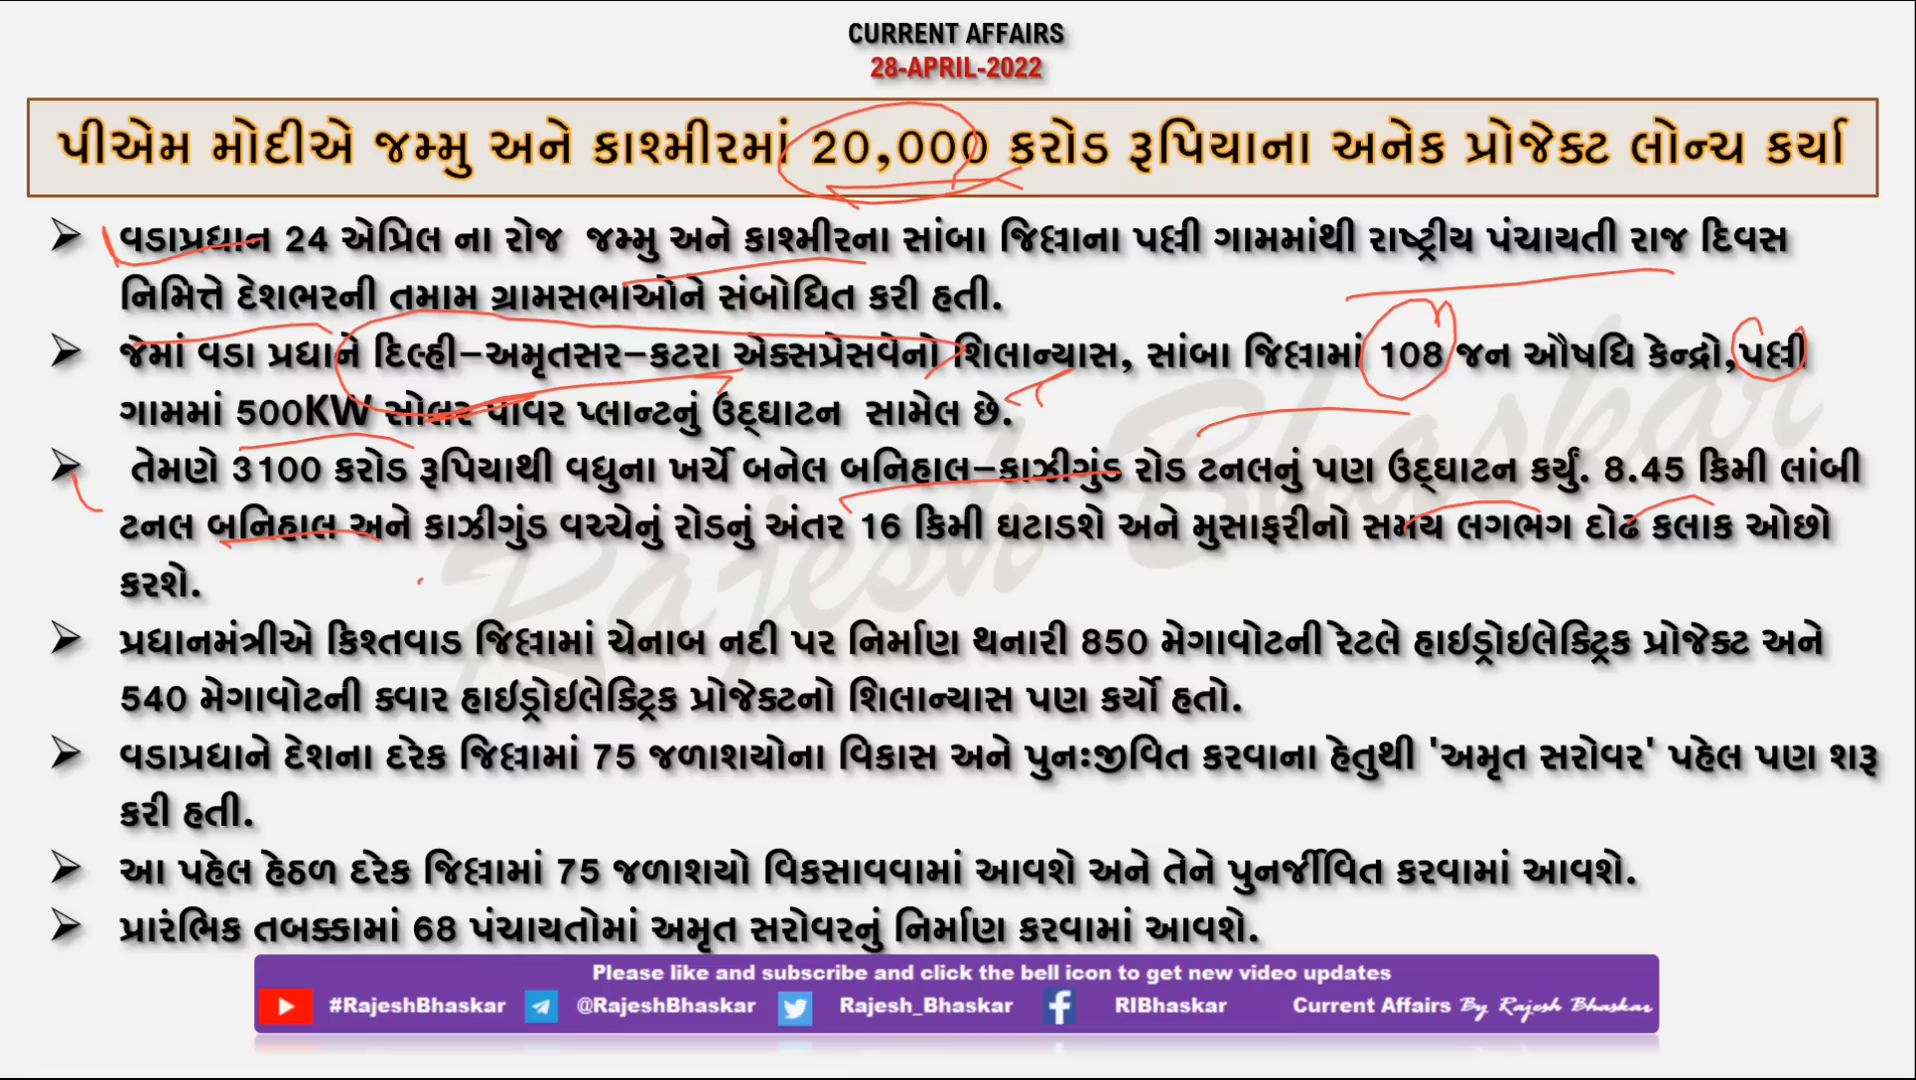 CURRENT AFFAIRS
28-APRIL-2022
પીએમ મોદીએ જમ્મુ અને કાશ્મીરમાં 20,000 કરોડ રૂપિયાના અનેક પ્રોજેક્ટ લોન્ચ કર્યા
વડાપ્રધાન 24 એપ્રિલ ના રોજ જમ્મુ અને કાશ્મીરના સાંબા જિલ્લાના પલ્લી ગામમાંથી રાષ્ટ્રીય પંચાયતી રાજ દિવસ
નિમિત્તે દેશભરની તમામ ગ્રામસભાઓને સંબોધિત કરી હતી.
જેમાં વડા પ્રધાને દિલ્હી-અમૃતસર-કટરા એક્સપ્રેસવેનો શિલાન્યાસ, સાંબા જિલ્લામાં 108 જન ઔષધિ કેન્દ્રો,પલ્લી
ગામમાં 500KW સોલર પાવર પ્લાન્ટનું ઉદ્ઘાટન સામેલ છે.
તેમણે 3100 કરોડ રૂપિયાથી વધુના ખર્ચે બનેલ બનિહાલ-કાઝીગુંડ રોડ ટનલનું પણ ઉદ્ઘાટન કર્યું. 8.45 કિમી લાંબી
ટનલ બનિહાલ અને કાઝીગુંડ વચ્ચેનું રોડનું અંતર 16 કિમી ઘટાડશે અને મુસાફરીનો સમય લગભગ દોઢ કલાક ઓછો
કરશે.
પ્રધાનમંત્રીએ કિશ્તવાડ જિલ્લામાં ચેનાબ નદી પર નિર્માણ થનારી 850 મેગાવોટની રેટલે હાઈડ્રોઈલેક્ટ્રિક પ્રોજેક્ટ અને
540 મેગાવોટની ક્વાર હાઈડ્રોઈલેક્ટ્રિક પ્રોજેક્ટનો શિલાન્યાસ પણ કર્યો હતો.
વડાપ્રધાને દેશના દરેક જિલ્લામાં 75 જળાશયોના વિકાસ અને પુનઃજીવિત કરવાના હેતુથી 'અમૃત સરોવર' પહેલ પણ શરૂ
કરી હતી.
આ પહેલ હેઠળ દરેક જિલ્લામાં 75 જળાશયો વિકસાવવામાં આવશે અને તેને પુનર્જીવિત કરવામાં આવશે.
પ્રારંભિક તબક્કામાં 68 પંચાયતોમાં અમૃત સરોવરનું નિર્માણ કરવામાં આવશે.
Rajesh Bhaskar
Please like and subscribe and click the bell icon to get new video updates
#RajeshBhaskar @RajeshBhaskar Rajesh_Bhaskar RIBhaskar Current Affairs By Rajesh Bhaskar